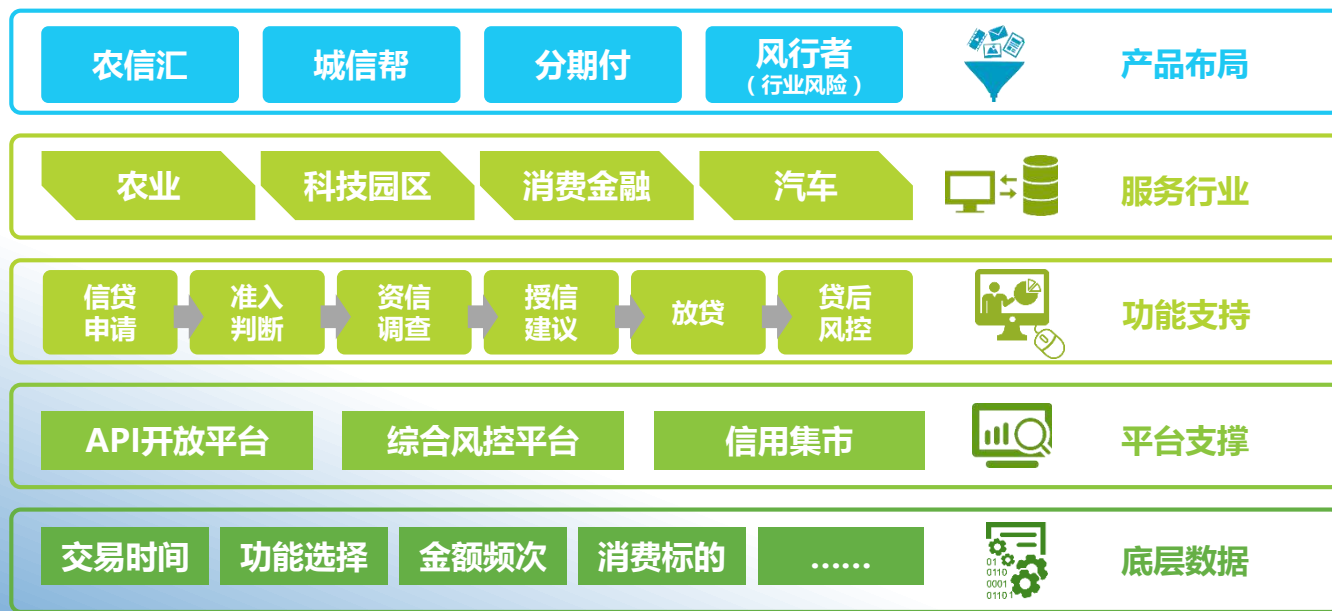 农信汇
城信帮
分期付
风行者
（行业风险）
产品布局
农业
科技园区
消费金融
汽车
服务行业
信贷
申请
准入
判断
资信
调查
授信
建议
放贷
贷后
风控
功能支持
API开放平台
综合风控平台
信用集市
平台支撑
交易时间
功能选择
金额频次
消费标的
......
01
0110
0001
01101
底层数据